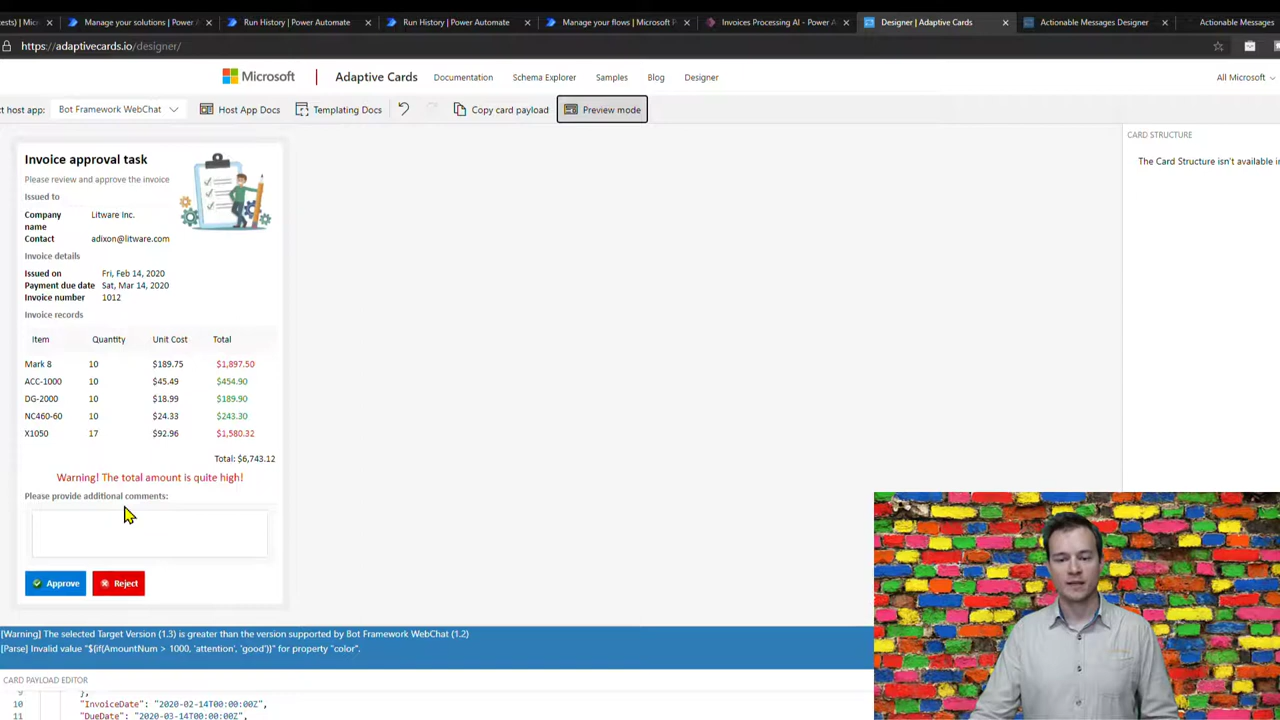 ests) | Micros
Manage your solutions | Power A
Run History | Power Automate
Run History | Power Automate
Manage your flows | Microsoft P
Invoices Processing AI - Power A
Designer | Adaptive Cards
Actionable Messages Designer
Actionable Messages
https://adaptivecards.io/designer/
Microsoft
Adaptive Cards
Documentation
Schema Explorer
Samples
Blog
Designer
All Microsoft
ct host app:
Bot Framework WebChat
Host App Docs
Templating Docs
Copy card payload
Preview mode
CARD STRUCTURE
The Card Structure isn't available in
Invoice approval task
Please review and approve the invoice
Issued to
Company name Litware Inc.
Contact adixon@litware.com
Invoice details
Issued on Fri, Feb 14, 2020
Payment due date Sat, Mar 14, 2020
Invoice number 1012
Invoice records
Item Quantity Unit Cost Total
Mark 8 10 $189.75 $1,897.50
ACC-1000 10 $45.49 $454.90
DG-2000 10 $18.99 $189.90
NC460-60 10 $24.33 $243.30
X1050 17 $92.96 $1,580.32
Total: $6,743.12
Warning! The total amount is quite high!
Please provide additional comments:
Approve
Reject
[Warning] The selected Target Version (1.3) is greater than the version supported by Bot Framework WebChat (1.2)
[Parse] Invalid value "${if(AmountNum > 1000, 'attention', 'good')}" for property "color".
CARD PAYLOAD EDITOR
9 },
10 "InvoiceDate": "2020-02-14T00:00:00Z",
11 "DueDate": "2020-03-14T00:00:00Z",